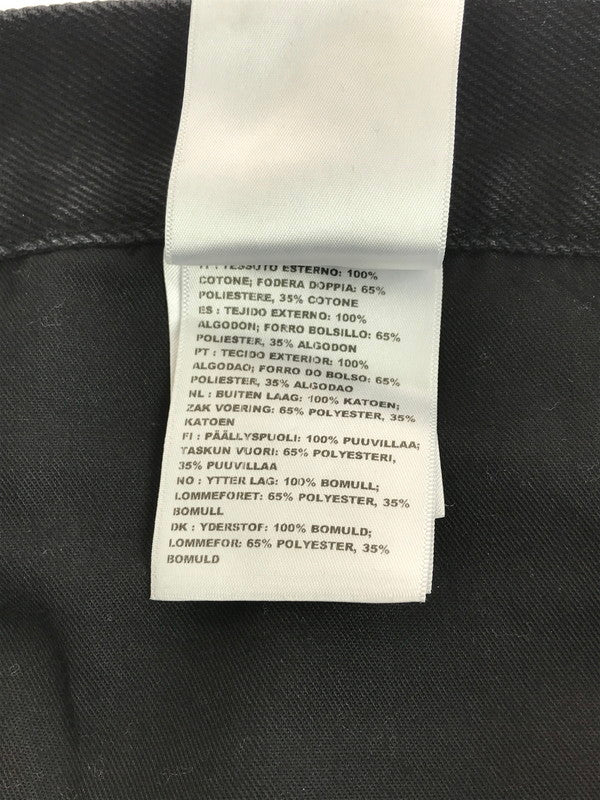 IT : TESSUTO ESTERNO: 100%
COTONE; FODERA DOPPIA: 65%
POLIESTERE, 35% COTONE
ES : TEJIDO EXTERNO: 100%
ALGODON; FORRO BOLSILLO: 65%
POLIESTER, 35% ALGODON
PT : TECIDO EXTERIOR: 100%
ALGODAO; FORRO DO BOLSO: 65%
POLIESTER, 35% ALGODAO
NL : BUITEN LAAG: 100% KATOEN;
ZAK VOERING: 65% POLYESTER, 35%
KATOEN
FI : PÄÄLLYSPUOLI: 100% PUUVILLAA;
TASKUN VUORI: 65% POLYESTERI,
35% PUUVILLAA
NO : YTTER LAG: 100% BOMULL;
LOMMEFORET: 65% POLYESTER, 35%
BOMULL
DK : YDERSTOF: 100% BOMULD;
LOMMEFOR: 65% POLYESTER, 35%
BOMULD